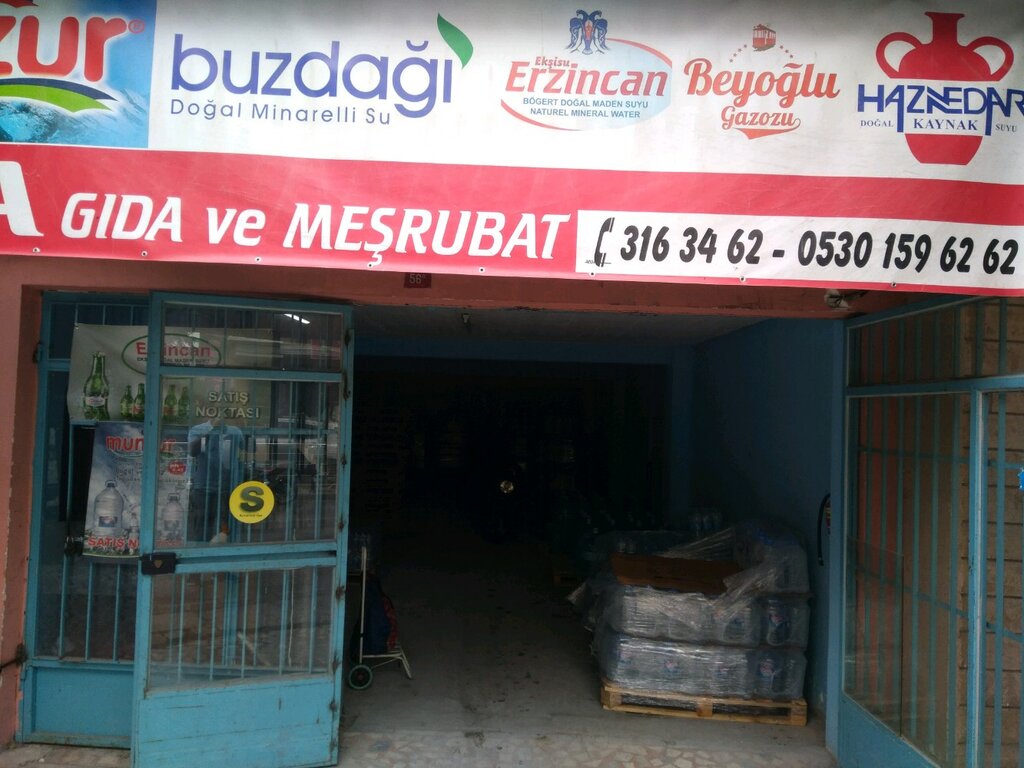 zur
buzdağı
Doğal Minarelli Su
Ekşisu
Erzincan
BÖGERT DOĞAL MADEN SUYU
NATUREL MINERAL WATER
Beyoğlu
Gazozu
HAZNEDAR
DOĞAL KAYNAK SUYU
A GIDA ve MEŞRUBAT 316 34 62 - 0530 159 62 62
Erzincan
SATIŞ
NOKTASI
S